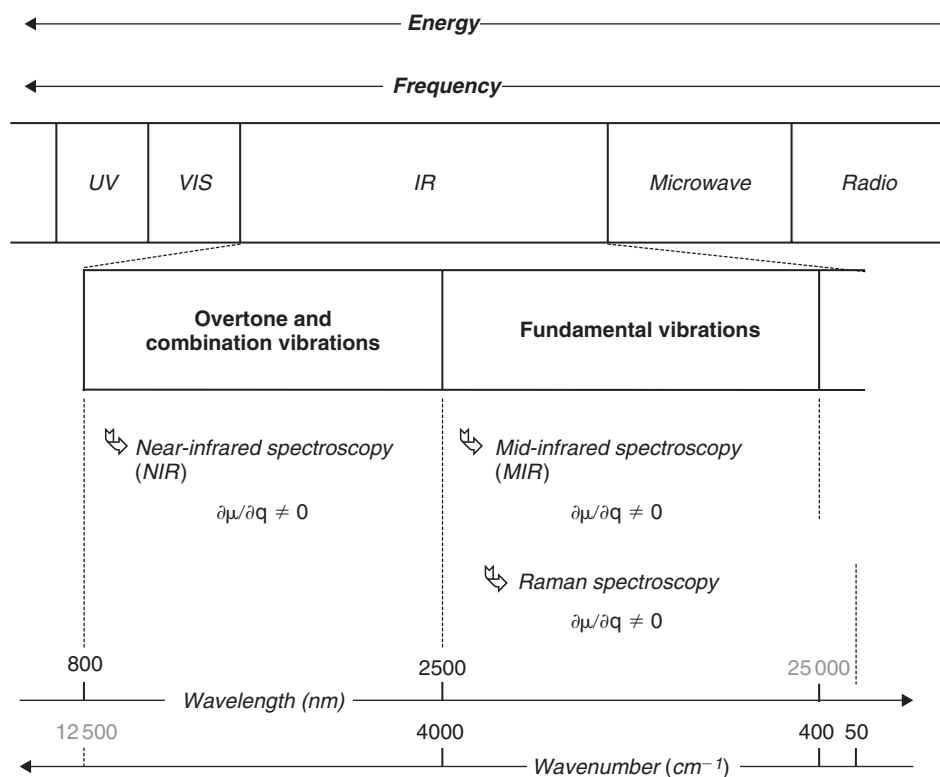 Energy
Frequency
UV VIS IR Microwave Radio
Overtone and
combination vibrations
Fundamental vibrations
Near-infrared spectroscopy
(NIR)
∂μ/∂q ≠ 0
Mid-infrared spectroscopy
(MIR)
∂μ/∂q ≠ 0
Raman spectroscopy
∂μ/∂q ≠ 0
800 2500 25 000
Wavelength (nm)
12 500 4000 400 50
Wavenumber (cm⁻¹)